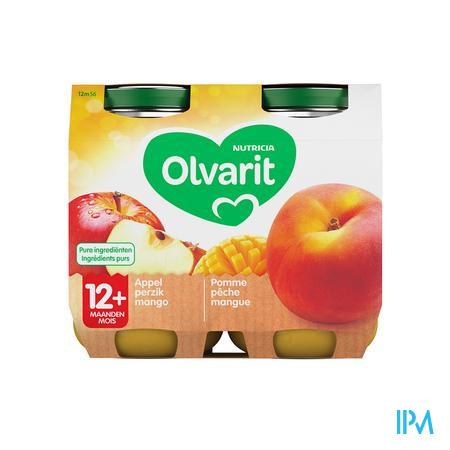 12m56
NUTRICIA
Olvarit
Pure ingrediënten
Ingrédients purs
12+
MAANDEN
MOIS
Appel
perzik
mango
Pomme
pêche
mangue
IPM